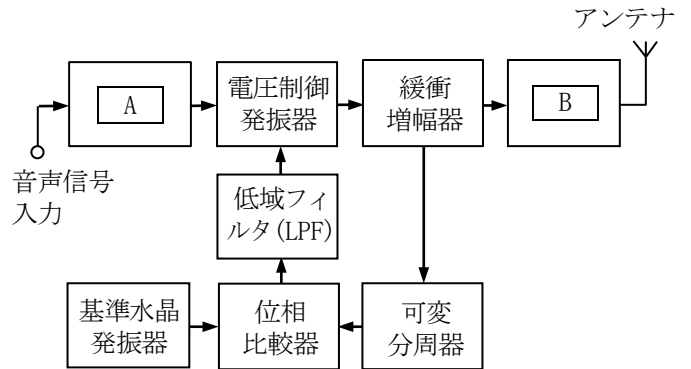 アンテナ
A
電圧制御
発振器
緩衝
増幅器
B
音声信号
入力
低域フィ
ルタ(LPF)
基準水晶
発振器
位相
比較器
可変
分周器